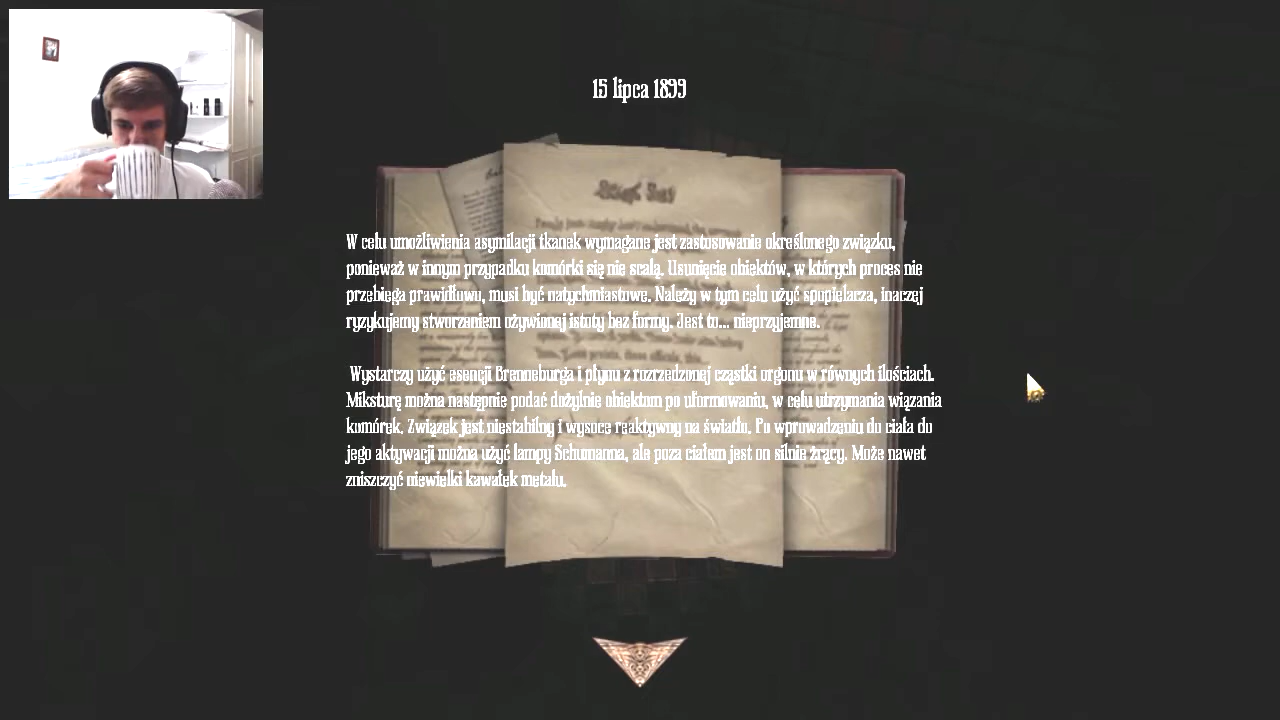 15 lipca 1899
W celu umożliwienia asymilacji tkanek wymagane jest zastosowanie określonego związku,
ponieważ w innym przypadku komórki się nie scalą. Usunięcie obiektów, w których proces nie
przebiega prawidłowo, musi być natychmiastowe. Należy w tym celu użyć spopielacza, inaczej
ryzykujemy stworzeniem ożywionej istoty bez formy. Jest to... nieprzyjemne.
Wystarczy użyć esencji Brenneburga i płynu z rozrzedzonej cząstki orgonu w równych ilościach.
Miksturę można następnie podać dożylnie obiektom po uformowaniu, w celu utrzymania wiązania
komórek. Związek jest niestabilny i wysoce reaktywny na światło. Po wprowadzeniu do ciała do
jego aktywacji można użyć lampy Schumanna, ale poza ciałem jest on silnie żrący. Może nawet
zniszczyć niewielki kawałek metalu.